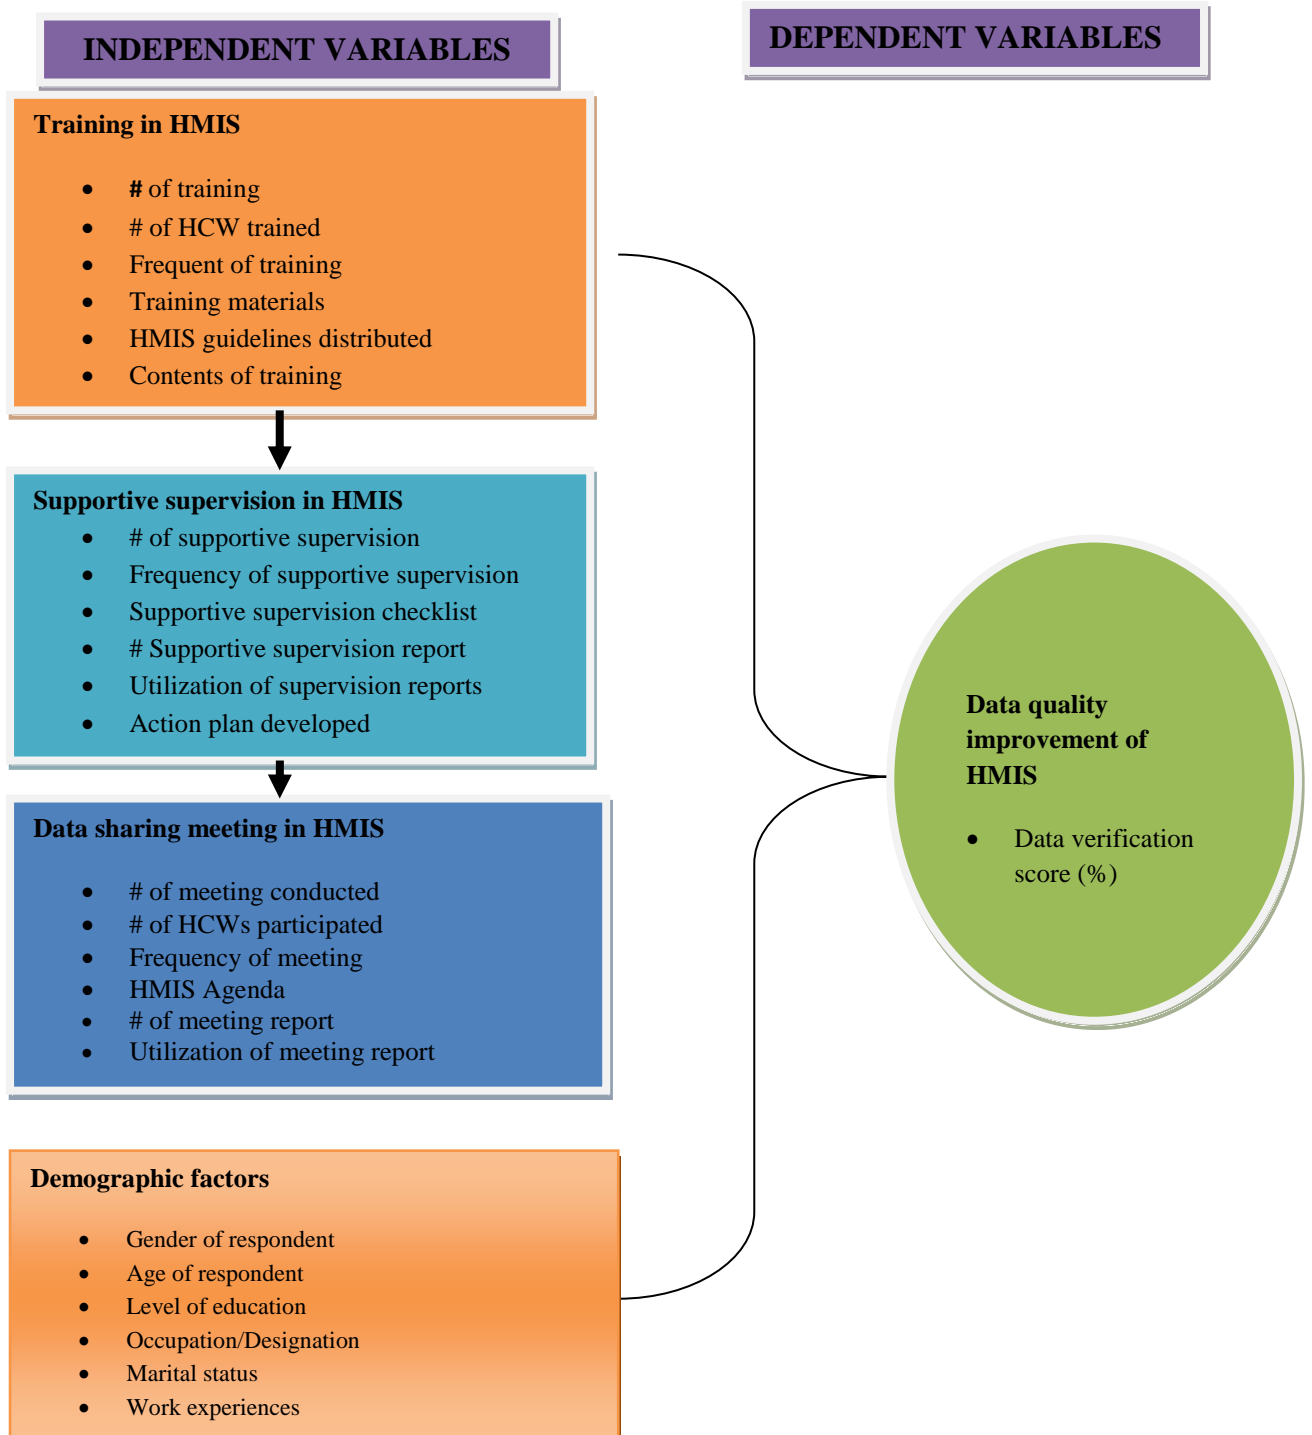 INDEPENDENT VARIABLES
DEPENDENT VARIABLES
Training in HMIS
• # of training
• # of HCW trained
• Frequent of training
• Training materials
• HMIS guidelines distributed
• Contents of training
Supportive supervision in HMIS
• # of supportive supervision
• Frequency of supportive supervision
• Supportive supervision checklist
• # Supportive supervision report
• Utilization of supervision reports
• Action plan developed
Data sharing meeting in HMIS
• # of meeting conducted
• # of HCWs participated
• Frequency of meeting
• HMIS Agenda
• # of meeting report
• Utilization of meeting report
Demographic factors
• Gender of respondent
• Age of respondent
• Level of education
• Occupation/Designation
• Marital status
• Work experiences
Data quality
improvement of
HMIS
• Data verification
score (%)